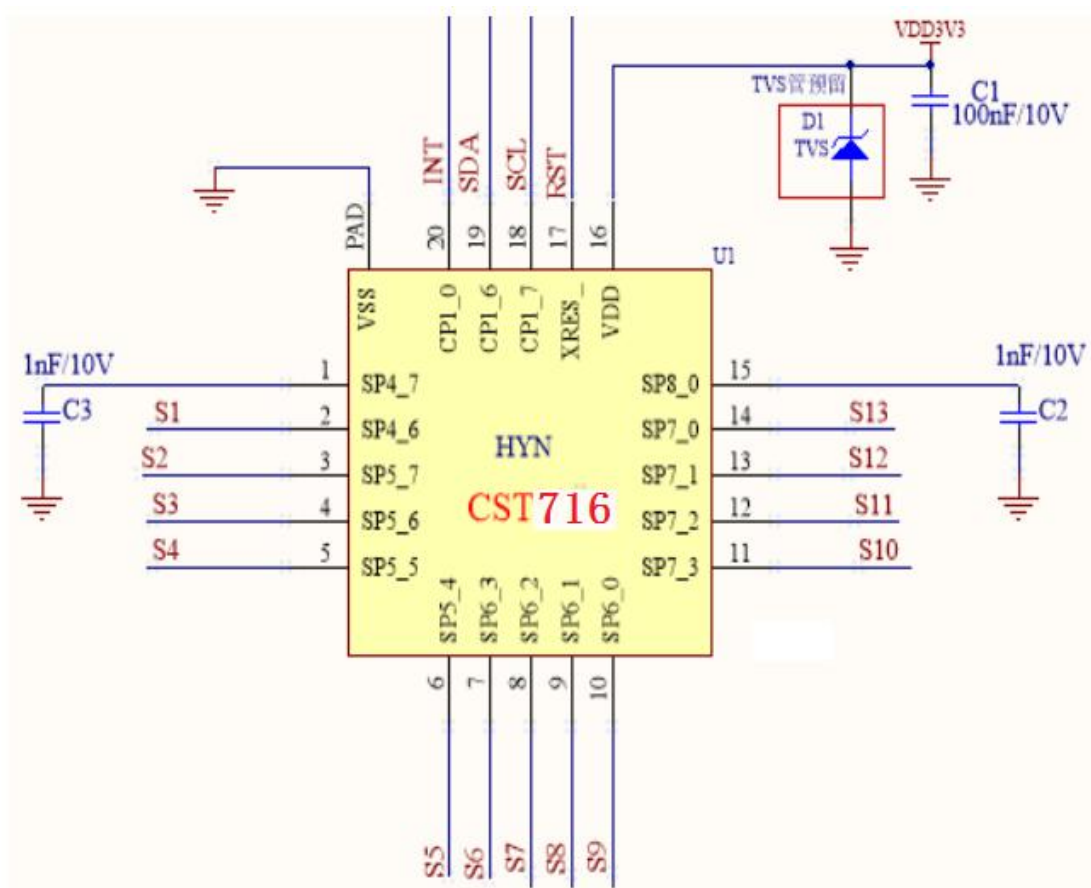 VDD3V3
TVS管预留
C1
100nF/10V
D1
TVS
INT
SDA
SCL
RST
PAD
20
19
18
17
16
U1
VSS
CP1_0
CP1_6
CP1_7
XRES_
VDD
1nF/10V
C3
1
SP4_7
S1
2
SP4_6
S2
3
SP5_7
S3
4
SP5_6
S4
5
SP5_5
HYN
CST716
1nF/10V
C2
SP8_0
15
SP7_0
14
S13
SP7_1
13
S12
SP7_2
12
S11
SP7_3
11
S10
SP5_4
SP6_3
SP6_2
SP6_1
SP6_0
6
7
8
9
10
S5
S6
S7
S8
S9